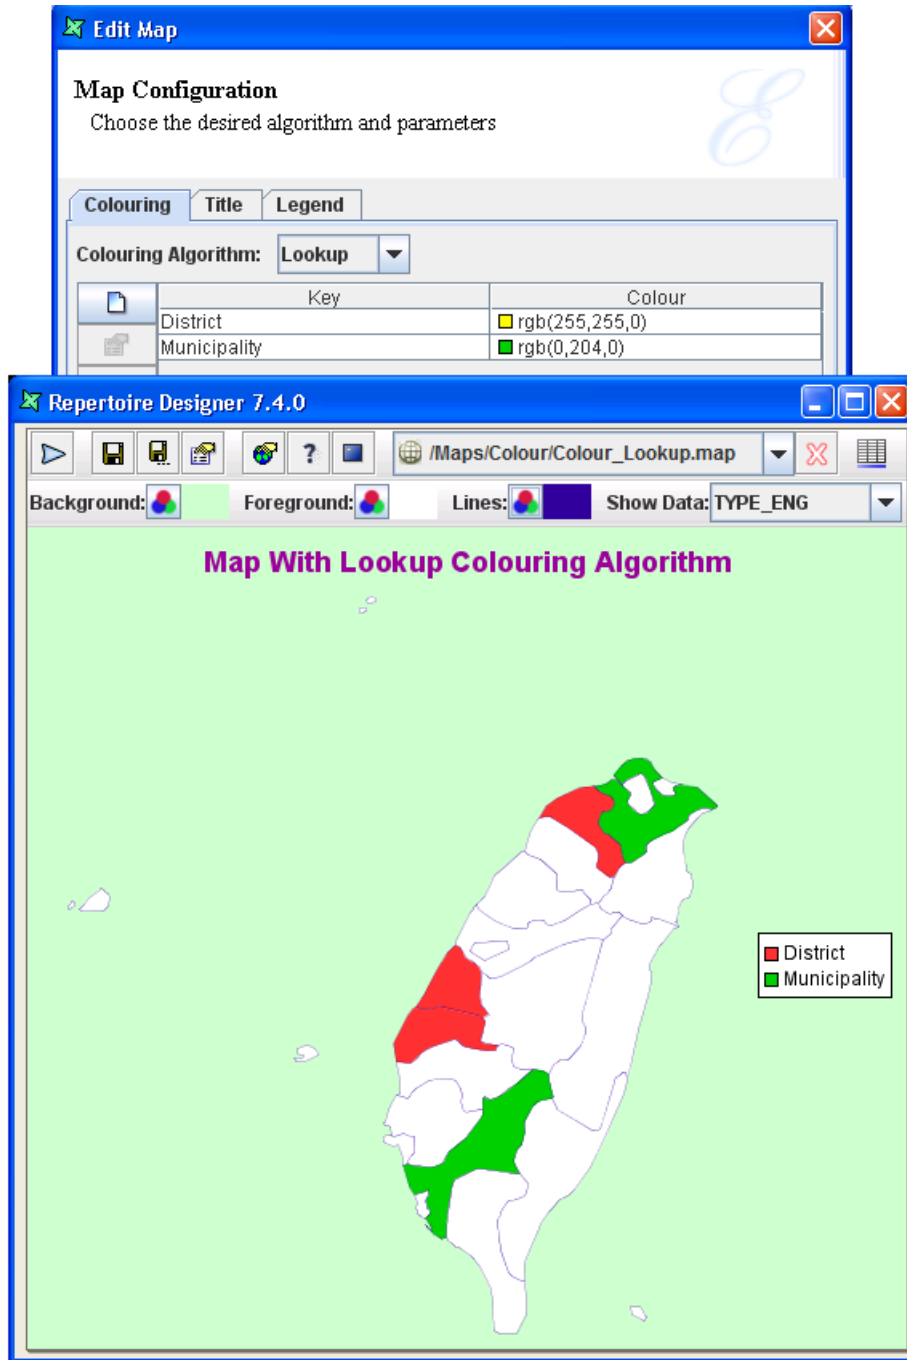 Edit Map
Map Configuration
Choose the desired algorithm and parameters
Colouring Title Legend
Colouring Algorithm: Lookup
Key Colour
District rgb(255,255,0)
Municipality rgb(0,204,0)
Repertoire Designer 7.4.0
? /Maps/Colour/Colour_Lookup.map
Background: Foreground: Lines: Show Data: TYPE_ENG
Map With Lookup Colouring Algorithm
District
Municipality